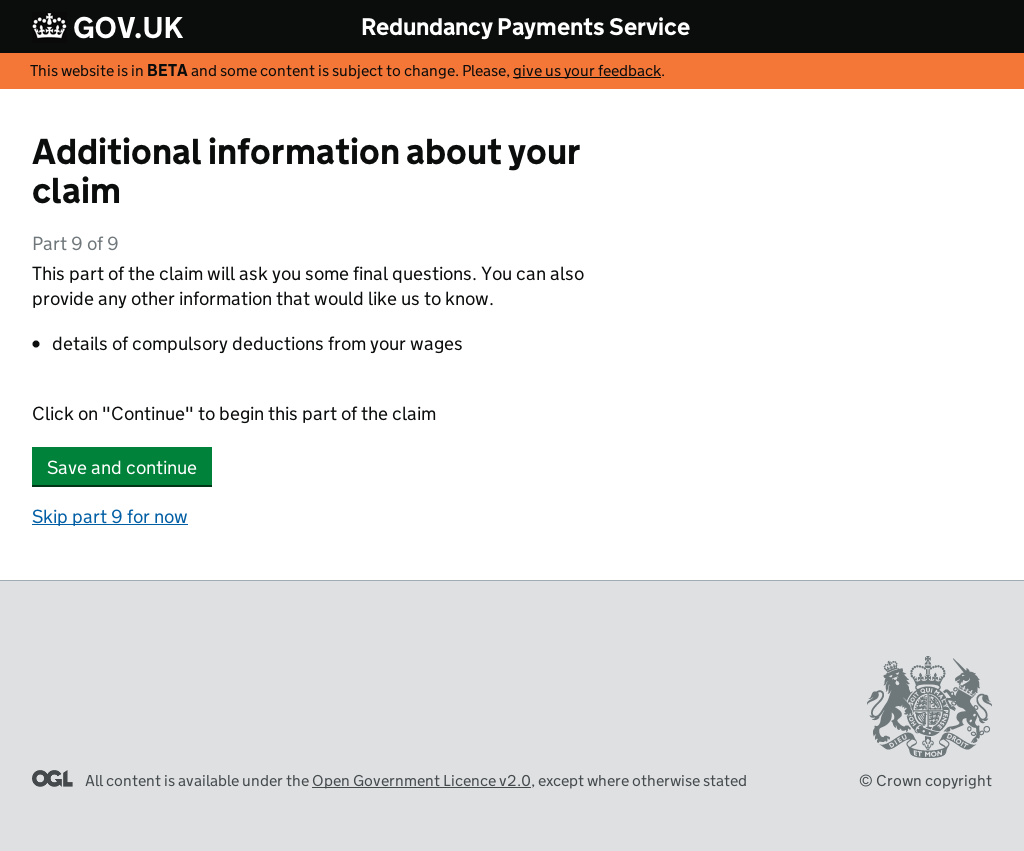 GOV.UK
Redundancy Payments Service
This website is in BETA and some content is subject to change. Please, give us your feedback.
Additional information about your
claim
Part 9 of 9
This part of the claim will ask you some final questions. You can also
provide any other information that would like us to know.
details of compulsory deductions from your wages
Click on "Continue" to begin this part of the claim
Save and continue
Skip part 9 for now
DIEU ET MON DROIT
OGL All content is available under the Open Government Licence v2.0, except where otherwise stated
© Crown copyright